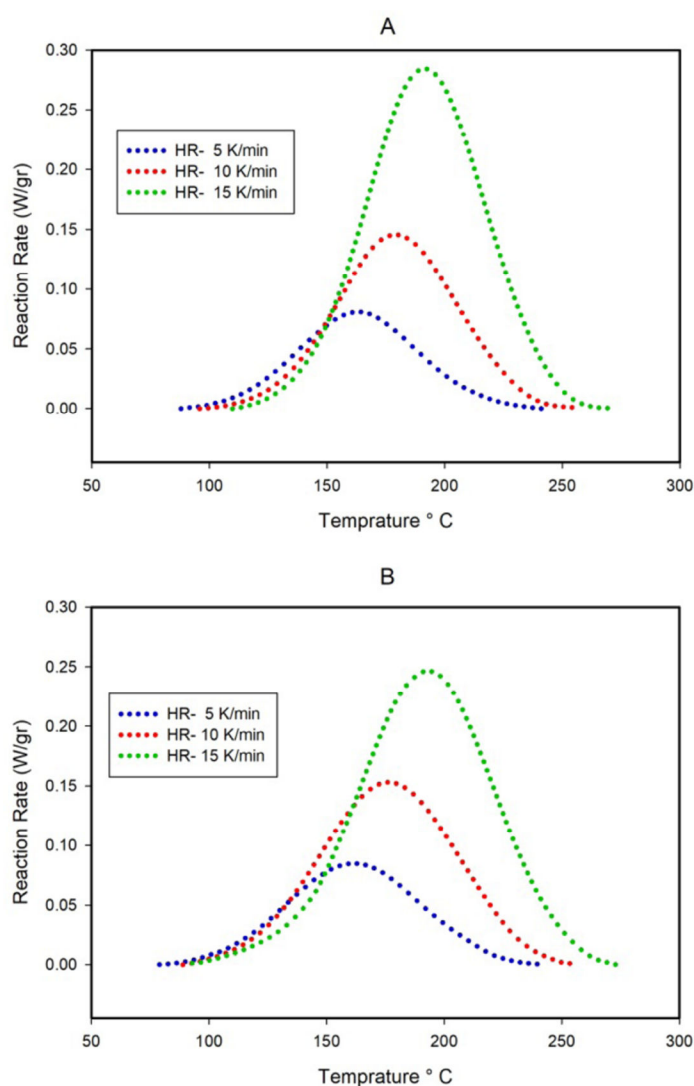 A
0.30
0.25
0.20
0.15
0.10
0.05
0.00
Reaction Rate (W/gr)
HR- 5 K/min
HR- 10 K/min
HR- 15 K/min
50 100 150 200 250 300
Temprature ° C
B
0.30
0.25
0.20
0.15
0.10
0.05
0.00
Reaction Rate (W/gr)
HR- 5 K/min
HR- 10 K/min
HR- 15 K/min
50 100 150 200 250 300
Temprature ° C